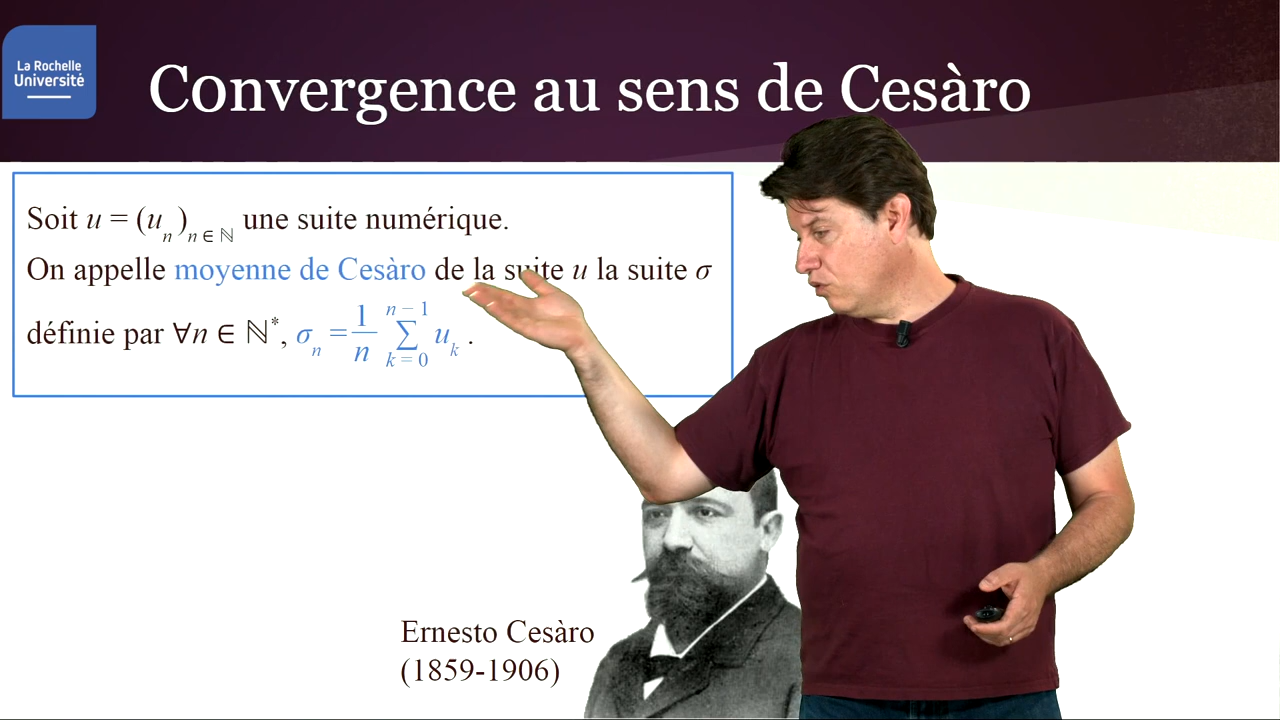 La Rochelle
Université
Convergence au sens de Cesàro
Soit u = (uₙ)ₙ ∈ ℕ une suite numérique.
On appelle moyenne de Cesàro de la suite u la suite σ
définie par ∀n ∈ ℕ*, σₙ = 1/n ∑_{k = 0}^{n − 1} u_k .
Ernesto Cesàro
(1859-1906)